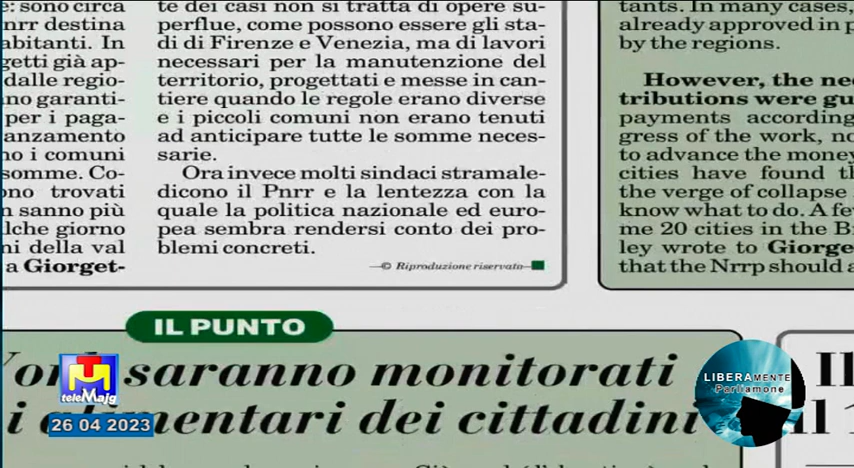 e: sono circa
nrr destina
abitanti. In
getti già ap-
dalle regio-
no garanti-
per i paga-
anzamento
no i comuni
somme. Co-
ono trovati
n sanno più
lche giorno
ni della val
a Giorget-
te dei casi non si tratta di opere su-
perflue, come possono essere gli sta-
di di Firenze e Venezia, ma di lavori
necessari per la manutenzione del
territorio, progettati e messe in can-
tiere quando le regole erano diverse
e i piccoli comuni non erano tenuti
ad anticipare tutte le somme neces-
sarie.
Ora invece molti sindaci stramale-
dicono il Pnrr e la lentezza con la
quale la politica nazionale ed euro-
pea sembra rendersi conto dei pro-
blemi concreti.
© Riproduzione riservata
tants. In many cases,
already approved in p
by the regions.
However, the nec
tributions were gu
payments according
gress of the work, no
to advance the money
cities have found th
the verge of collapse
know what to do. A fe
me 20 cities in the B
ley wrote to Giorge
that the Nrrp should a
IL PUNTO
saranno monitorati
i alimentari dei cittadini
Il
il 1
teleMajg
26 04 2023
LIBERAMENTE
Parliamone